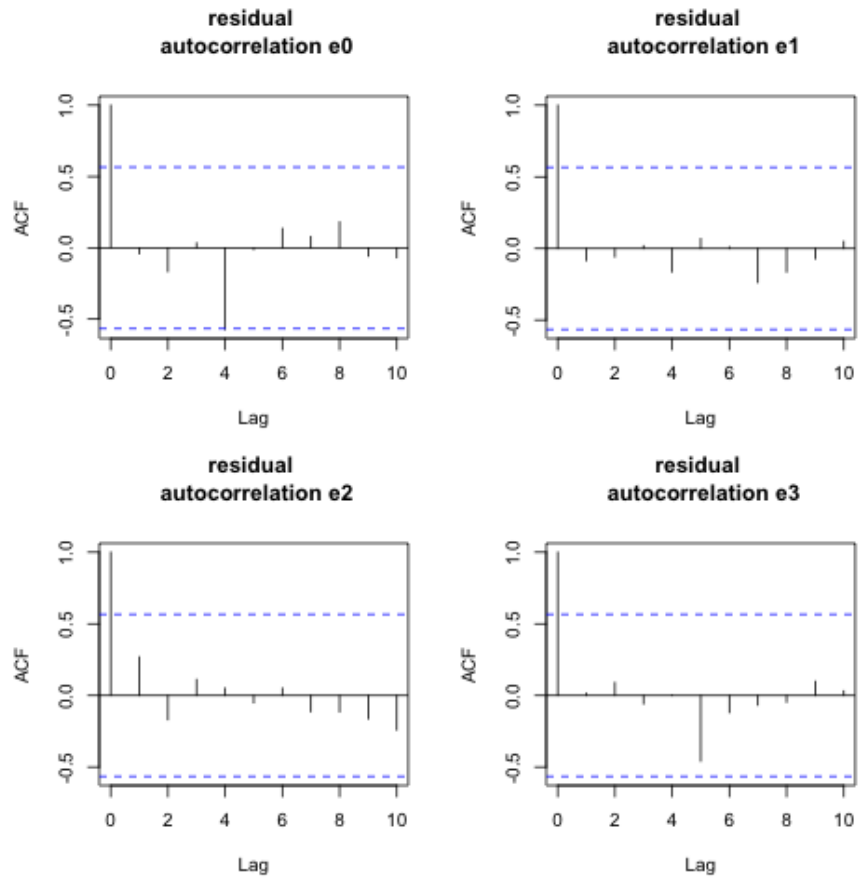 residual
autocorrelation e0
1.0
0.5
0.0
-0.5
ACF
0 2 4 6 8 10
Lag
residual
autocorrelation e1
1.0
0.5
0.0
-0.5
ACF
0 2 4 6 8 10
Lag
residual
autocorrelation e2
1.0
0.5
0.0
-0.5
ACF
0 2 4 6 8 10
Lag
residual
autocorrelation e3
1.0
0.5
0.0
-0.5
ACF
0 2 4 6 8 10
Lag